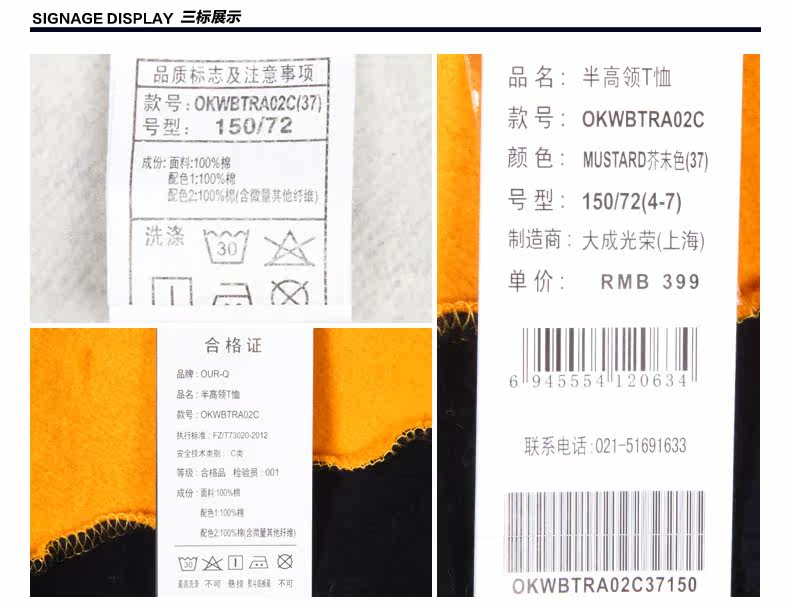 SIGNAGE DISPLAY 三标展示
品质标志及注意事项
款号: OKWBTRA02C(37)
号型: 150/72
成份: 面料:100%棉
配色1:100%棉
配色2:100%棉(含微量其他纤维)
洗涤
30
品名: 半高领T恤
款号: OKWBTRA02C
颜色: MUSTARD芥末色(37)
号型: 150/72(4-7)
制造商: 大成光荣(上海)
单价: RMB 399
6 945554 120634
联系电话:021-51691633
OKWBTRA02C37150
合格证
品牌: OUR-Q
品名: 半高领T恤
款号: OKWBTRA02C
执行标准: FZ/T73020-2012
安全技术类别: C类
等级: 合格品 检验员: 001
成份: 面料:100%棉
配色1:100%棉
配色2:100%棉(含微量其他纤维)
30
不可 悬挂 不可